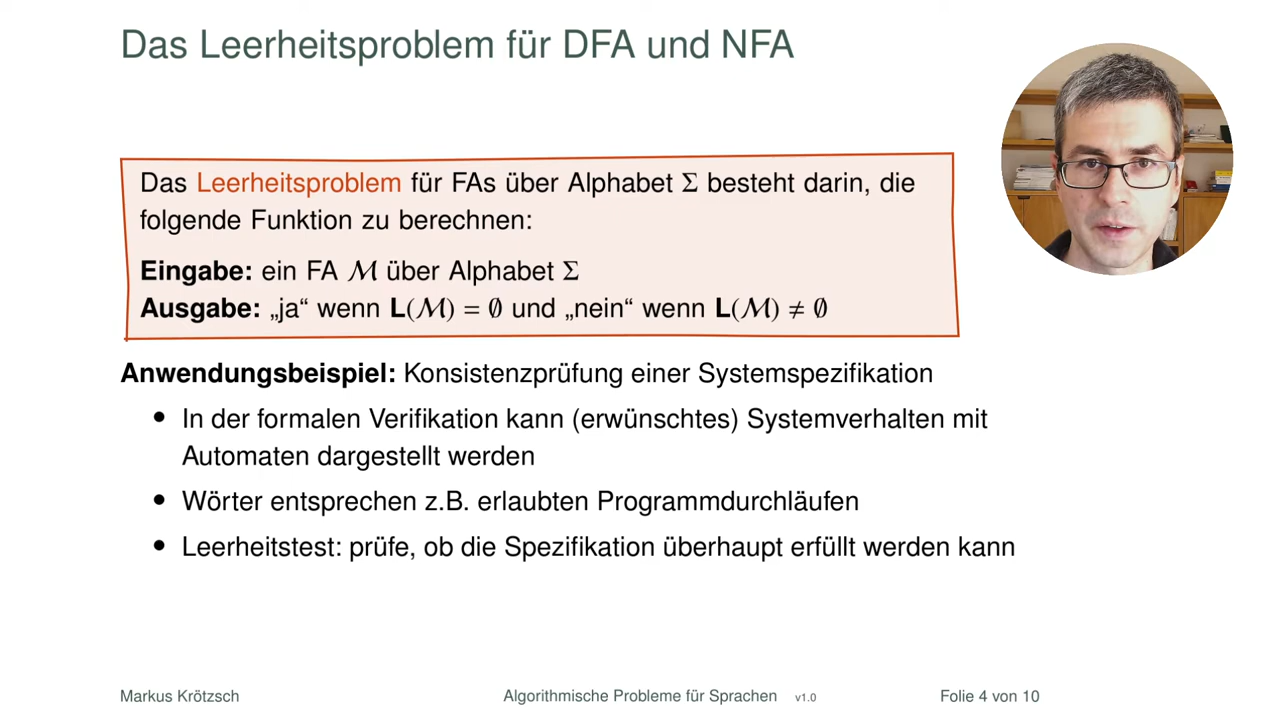 Das Leerheitsproblem für DFA und NFA
Das Leerheitsproblem für FAs über Alphabet Σ besteht darin, die
folgende Funktion zu berechnen:
Eingabe: ein FA ℳ über Alphabet Σ
Ausgabe: „ja“ wenn L(ℳ) = ∅ und „nein“ wenn L(ℳ) ≠ ∅
Anwendungsbeispiel: Konsistenzprüfung einer Systemspezifikation
• In der formalen Verifikation kann (erwünschtes) Systemverhalten mit
Automaten dargestellt werden
• Wörter entsprechen z.B. erlaubten Programmdurchläufen
• Leerheitstest: prüfe, ob die Spezifikation überhaupt erfüllt werden kann
Markus Krötzsch Algorithmische Probleme für Sprachen v1.0 Folie 4 von 10